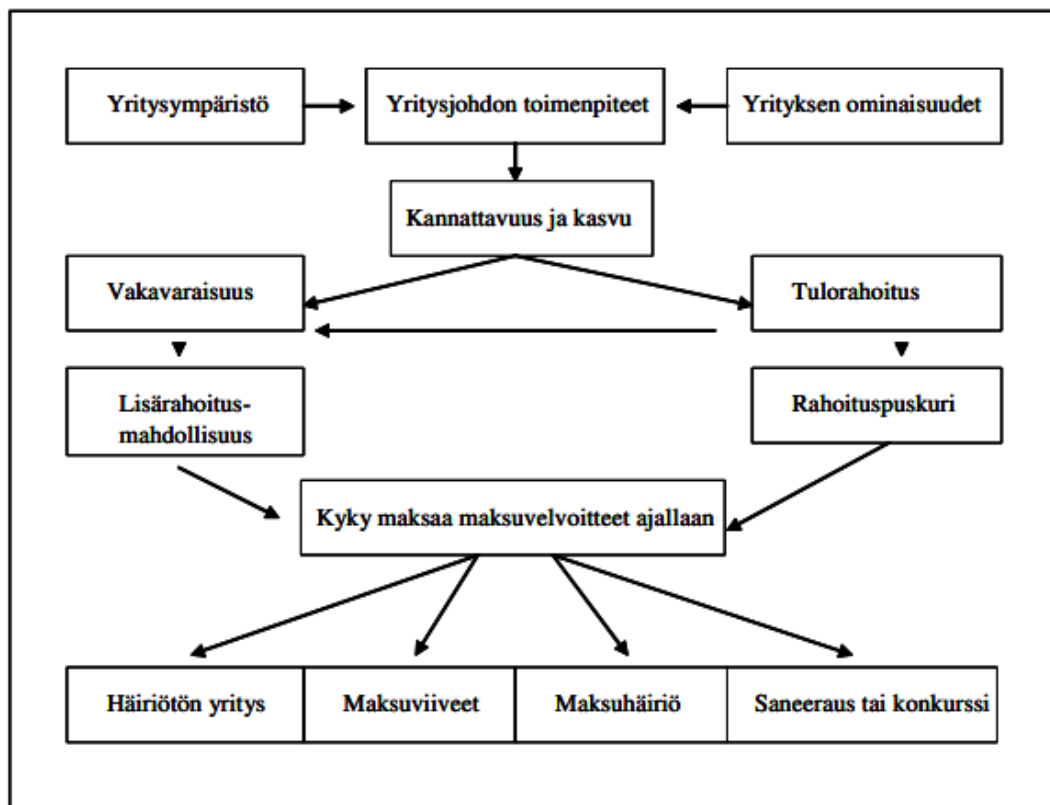 Yritysympäristö
Yritysjohdon toimenpiteet
Yrityksen ominaisuudet
Kannattavuus ja kasvu
Vakavaraisuus
Tulorahoitus
Lisärahoitus-
mahdollisuus
Rahoituspuskuri
Kyky maksaa maksuvelvoitteet ajallaan
Häiriötön yritys
Maksuviiveet
Maksuhäiriö
Saneeraus tai konkurssi